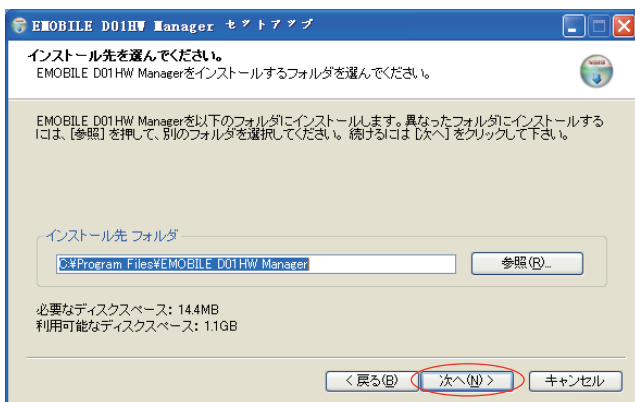 EMOBILE D01HW Manager セットアップ
インストール先を選んでください。
EMOBILE D01HW Managerをインストールするフォルダを選んでください。
EMOBILE D01HW Managerを以下のフォルダにインストールします。異なったフォルダにインストールする
には、[参照] を押して、別のフォルダを選択してください。 続けるには [次へ] をクリックして下さい。
インストール先 フォルダ
C:¥Program Files¥EMOBILE D01HW Manager
参照(R)...
必要なディスクスペース: 14.4MB
利用可能なディスクスペース: 1.1GB
< 戻る(B)
次へ(N) >
キャンセル